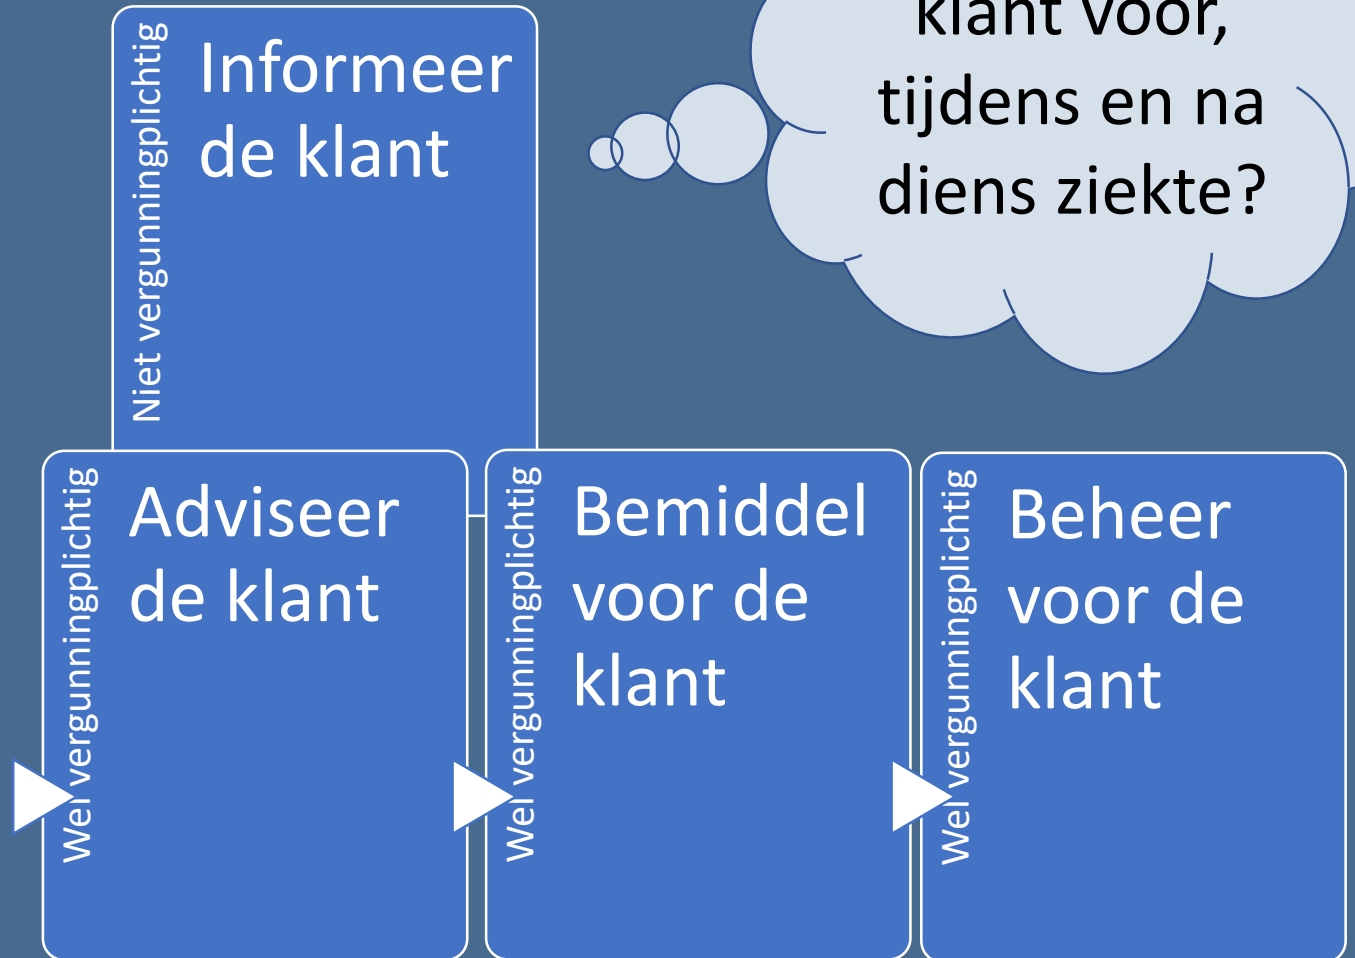 Niet vergunningplichtig
Informeer
de klant
klant voor,
tijdens en na
diens ziekte?
Wel vergunningplichtig
Adviseer
de klant
Wel vergunningplichtig
Bemiddel
voor de
klant
Wel vergunningplichtig
Beheer
voor de
klant